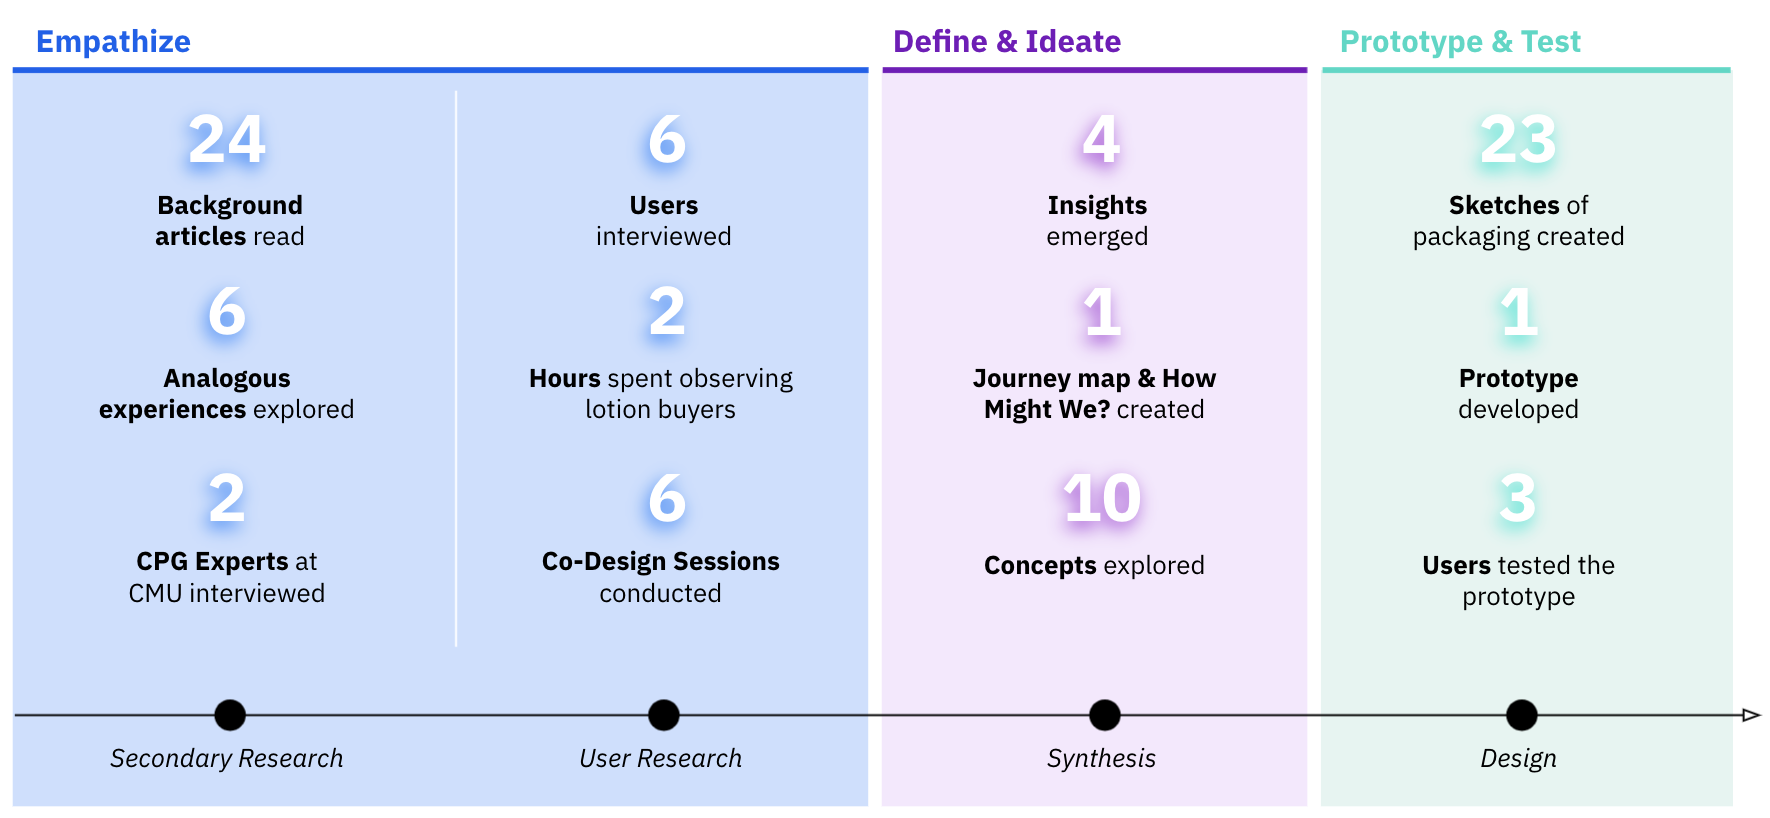 Empathize
24
Background
articles read
6
Analogous
experiences explored
2
CPG Experts at
CMU interviewed
Secondary Research
6
Users
interviewed
2
Hours spent observing
lotion buyers
6
Co-Design Sessions
conducted
User Research
Define & Ideate
4
Insights
emerged
1
Journey map & How
Might We? created
10
Concepts explored
Synthesis
Prototype & Test
23
Sketches of
packaging created
1
Prototype
developed
3
Users tested the
prototype
Design